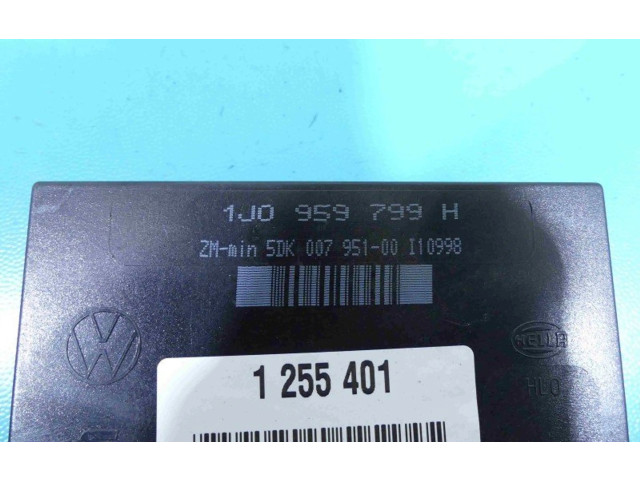 1J0 959 799 H
ZM-min 5DK 007 951-00 I10998
HELLA
1 255 401